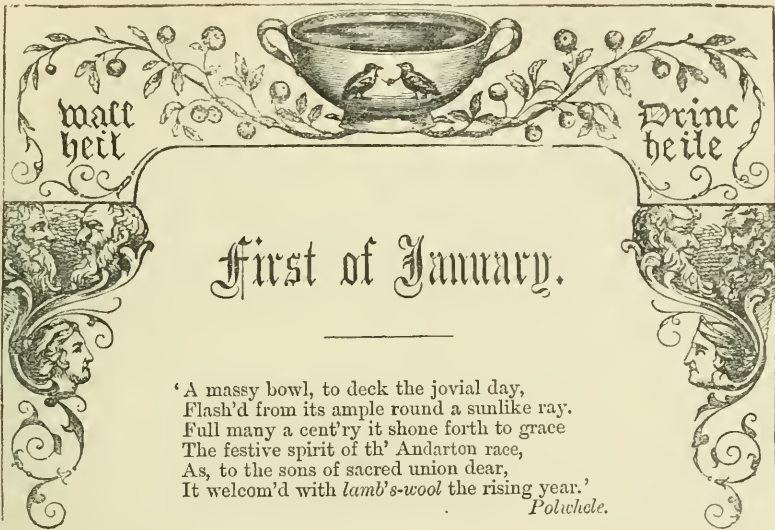 Wass heil
Drinc heile
First of January.
‘A massy bowl, to deck the jovial day,
Flash’d from its ample round a sunlike ray.
Full many a cent’ry it shone forth to grace
The festive spirit of th’ Andarton race,
As, to the sons of sacred union dear,
It welcom’d with lamb’s-wool the rising year.’
Polwhele.